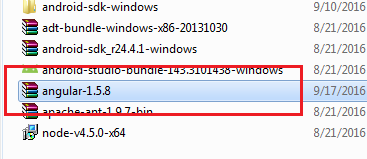 android-sdk-windows 9/10/2016
adt-bundle-windows-x86-20131030 8/21/2016
android-sdk_r24.4.1-windows 8/21/2016
android-studio-bundle-143.3101438-windows 8/21/2016
angular-1.5.8 9/17/2016
apache-ant-1.9.7-bin 8/21/2016
node-v4.5.0-x64 8/21/2016